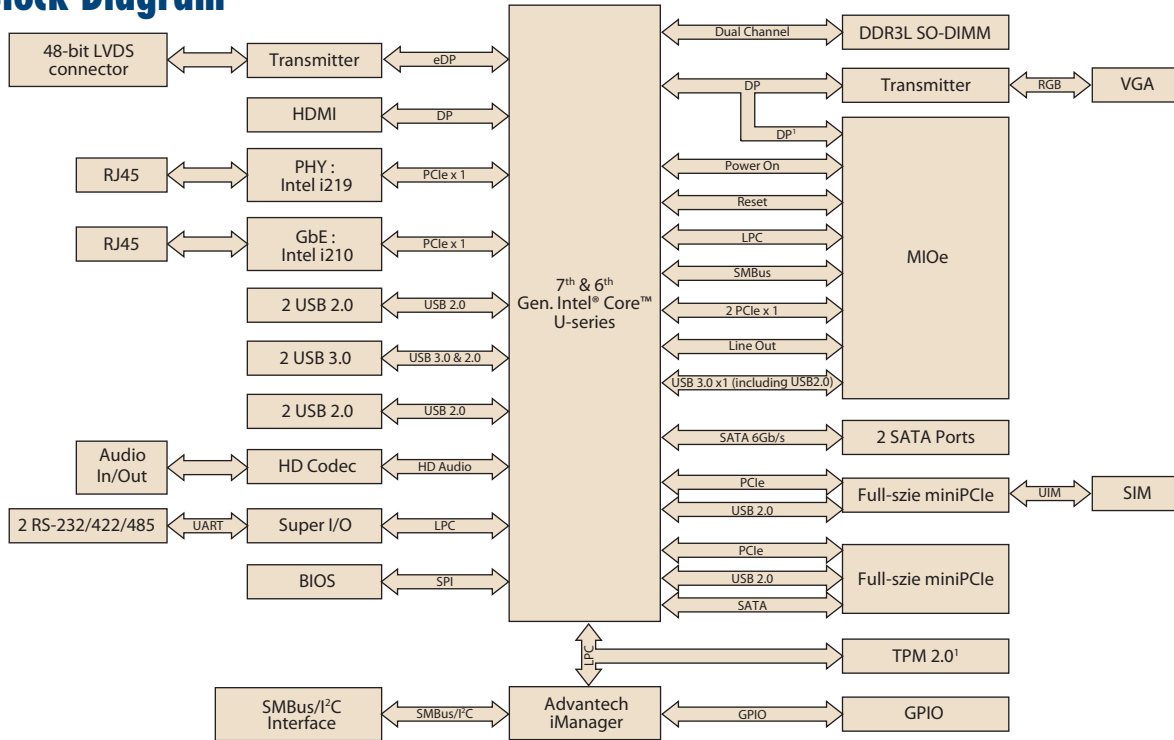 Block Diagram
48-bit LVDS
connector
Transmitter
eDP
HDMI
DP
RJ45
PHY :
Intel i219
PCIe x 1
RJ45
GbE :
Intel i210
PCIe x 1
2 USB 2.0
USB 2.0
2 USB 3.0
USB 3.0 & 2.0
2 USB 2.0
USB 2.0
Audio
In/Out
HD Codec
HD Audio
2 RS-232/422/485
UART
Super I/O
LPC
BIOS
SPI
7th & 6th
Gen. Intel® Core™
U-series
Dual Channel
DDR3L SO-DIMM
DP
Transmitter
RGB
VGA
DP¹
Power On
Reset
LPC
SMBus
2 PCIe x 1
Line Out
USB 3.0 x1 (including USB2.0)
MIOe
SATA 6Gb/s
2 SATA Ports
PCIe
USB 2.0
Full-szie miniPCIe
UIM
SIM
PCIe
USB 2.0
SATA
Full-szie miniPCIe
LPC
TPM 2.0¹
SMBus/I²C
Interface
SMBus/I²C
Advantech
iManager
GPIO
GPIO